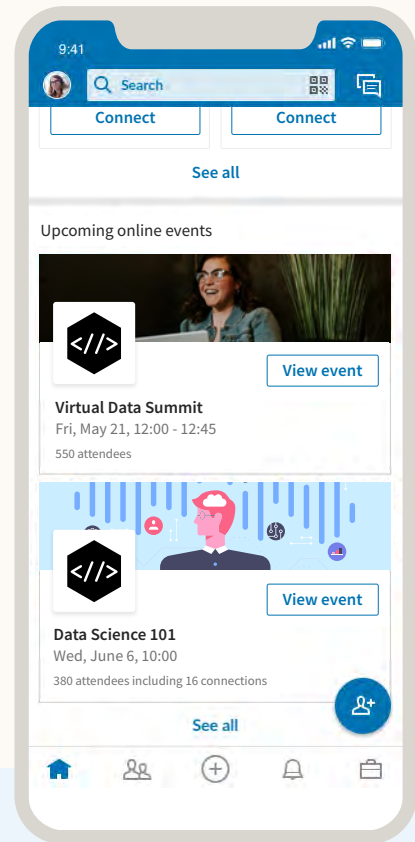 9:41
Search
Connect Connect
See all
Upcoming online events
</>
View event
Virtual Data Summit
Fri, May 21, 12:00 - 12:45
550 attendees
<//>
View event
Data Science 101
Wed, June 6, 10:00
380 attendees including 16 connections
See all